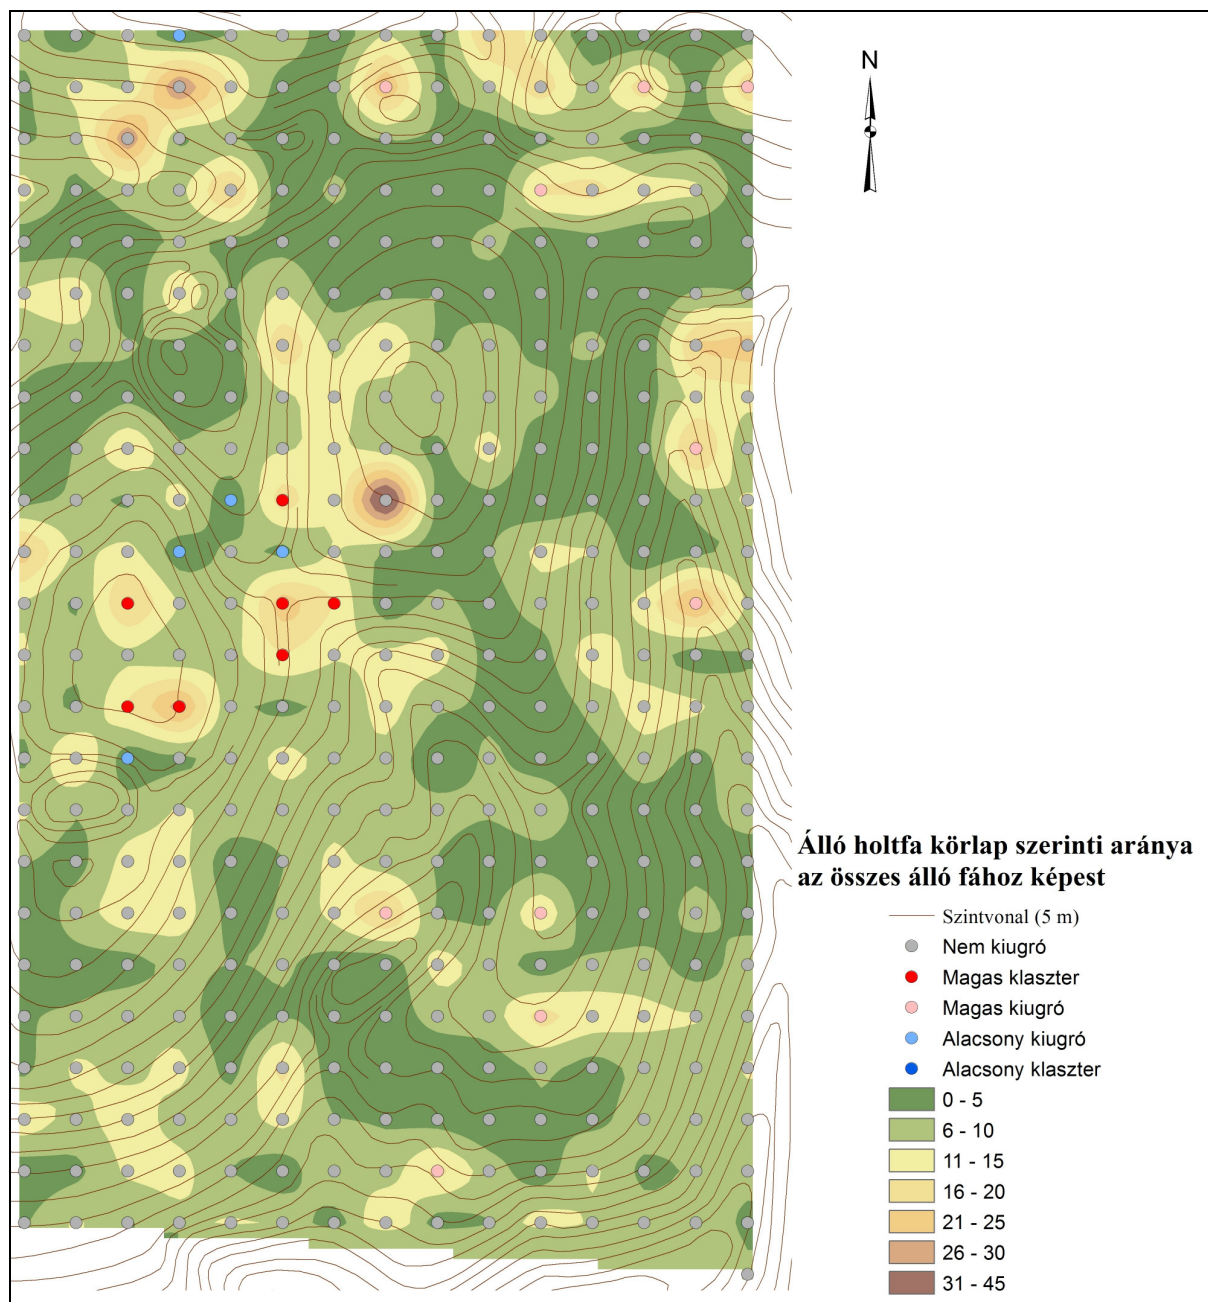 N
Álló holtfa körlap szerinti aránya
az összes álló fához képest
Szintvonal (5 m)
Nem kiugró
Magas klaszter
Magas kiugró
Alacsony kiugró
Alacsony klaszter
0 - 5
6 - 10
11 - 15
16 - 20
21 - 25
26 - 30
31 - 45